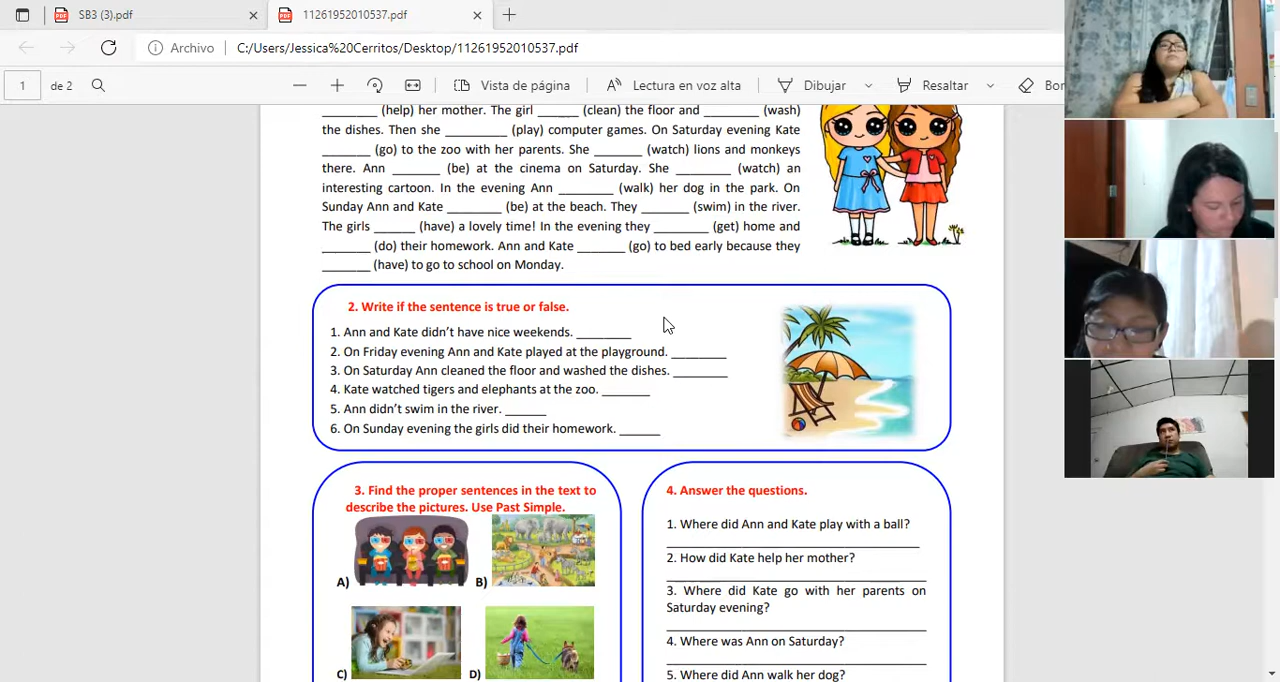 SB3 (3).pdf
11261952010537.pdf
Archivo
C:/Users/Jessica%20Cerritos/Desktop/11261952010537.pdf
1 de 2
Vista de página
Lectura en voz alta
Dibujar
Resaltar
Bor
________ (help) her mother. The girl ______ (clean) the floor and ________ (wash)
the dishes. Then she _________ (play) computer games. On Saturday evening Kate
_______ (go) to the zoo with her parents. She _______ (watch) lions and monkeys
there. Ann _______ (be) at the cinema on Saturday. She ________ (watch) an
interesting cartoon. In the evening Ann ________ (walk) her dog in the park. On
Sunday Ann and Kate ________ (be) at the beach. They _______ (swim) in the river.
The girls ______ (have) a lovely time! In the evening they ________ (get) home and
_______ (do) their homework. Ann and Kate _______ (go) to bed early because they
_______ (have) to go to school on Monday.
2. Write if the sentence is true or false.
1. Ann and Kate didn't have nice weekends. ________
2. On Friday evening Ann and Kate played at the playground. ________
3. On Saturday Ann cleaned the floor and washed the dishes. ________
4. Kate watched tigers and elephants at the zoo. _______
5. Ann didn't swim in the river. ______
6. On Sunday evening the girls did their homework. ______
3. Find the proper sentences in the text to
describe the pictures. Use Past Simple.
A)
B)
C)
D)
4. Answer the questions.
1. Where did Ann and Kate play with a ball?
2. How did Kate help her mother?
3. Where did Kate go with her parents on
Saturday evening?
4. Where was Ann on Saturday?
5. Where did Ann walk her dog?